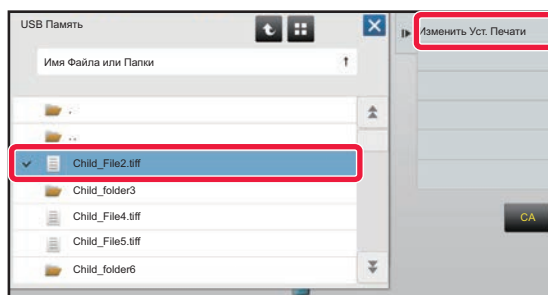 USB Память
Изменить Уст. Печати
Имя Файла или Папки
.
..
Child_File2.tiff
Child_folder3
Child_File4.tiff
CA
Child_File5.tiff
Child_folder6